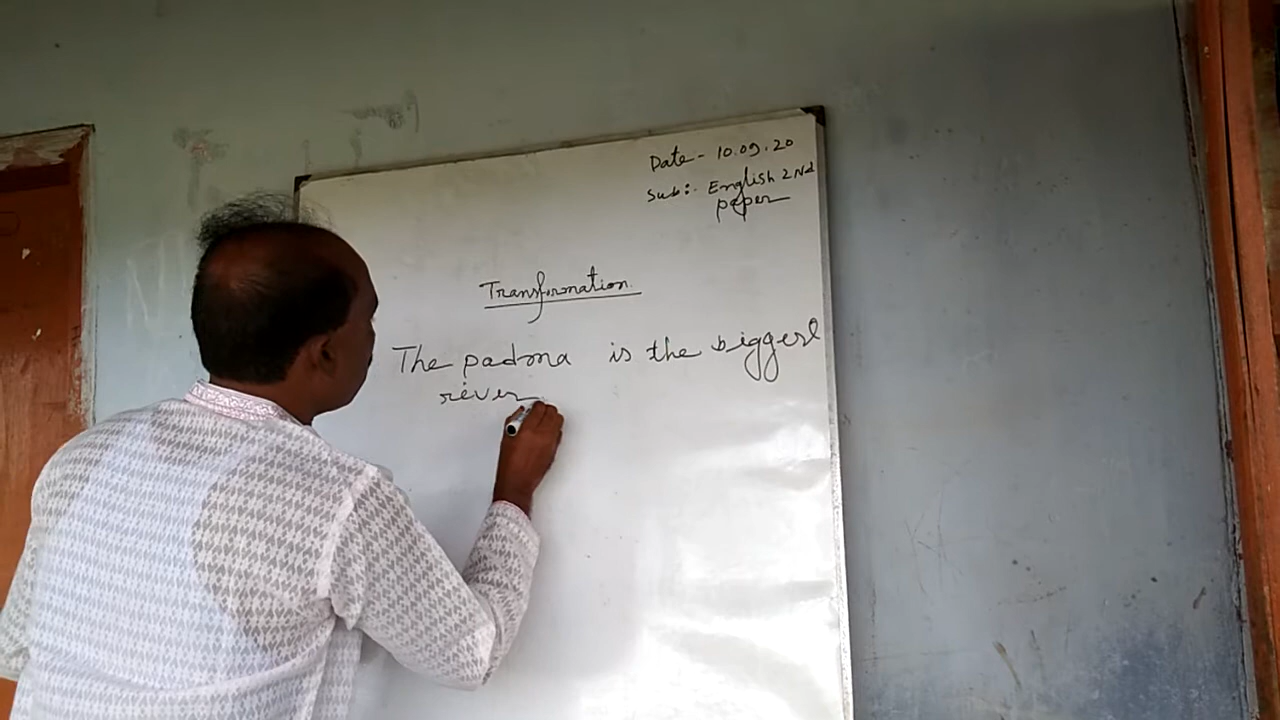 Date - 10.09.20
Sub:- English 2Nd
paper
Transformation
The padma is the biggest
river